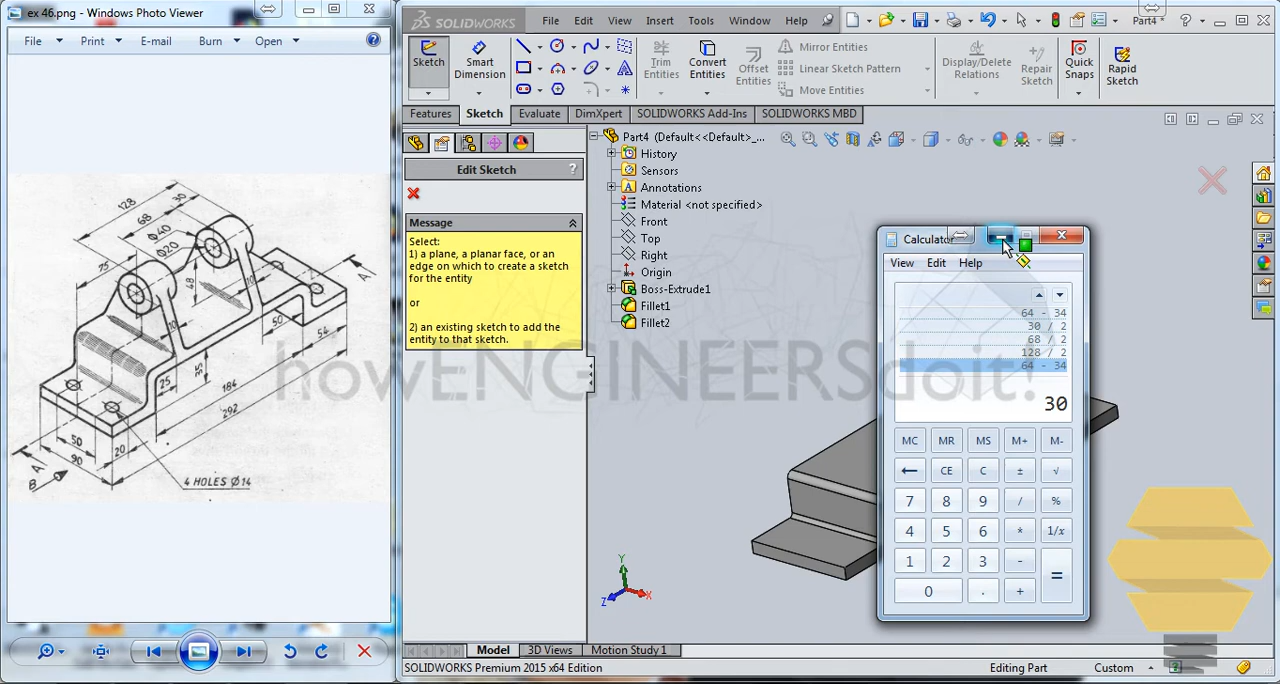 ex 46.png - Windows Photo Viewer
File Print E-mail Burn Open
128
68
30
Φ40
Φ20
75
48
10
50
54
35
25
184
292
50
90
20
A
A
B
4 HOLES Φ14
SOLIDWORKS
File Edit View Insert Tools Window Help
Part4 *
Sketch
Smart Dimension
Trim Entities
Convert Entities
Offset Entities
Mirror Entities
Linear Sketch Pattern
Move Entities
Display/Delete Relations
Repair Sketch
Quick Snaps
Rapid Sketch
Features Sketch Evaluate DimXpert SOLIDWORKS Add-Ins SOLIDWORKS MBD
Edit Sketch
Message
Select:
1) a plane, a planar face, or an
edge on which to create a sketch
for the entity
or
2) an existing sketch to add the
entity to that sketch.
Part4 (Default<<Default>_...
History
Sensors
Annotations
Material <not specified>
Front
Top
Right
Origin
Boss-Extrude1
Fillet1
Fillet2
howENGINEERSdoit!
Calculator
View Edit Help
64 - 34
30 / 2
68 / 2
128 / 2
64 - 34
30
MC MR MS M+ M-
← CE C ± √
7 8 9 / %
4 5 6 * 1/x
1 2 3 - =
0 . +
Y
X
Z
Model 3D Views Motion Study 1
SOLIDWORKS Premium 2015 x64 Edition
Editing Part
Custom